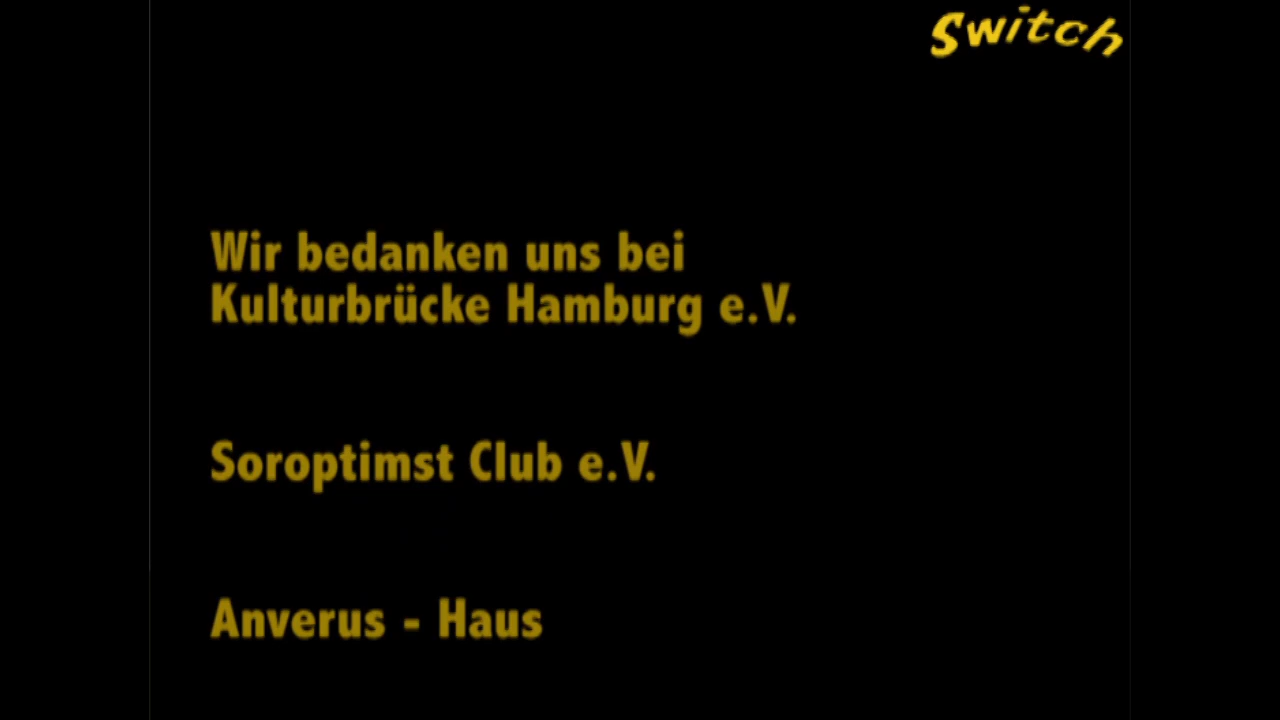 Switch
Wir bedanken uns bei
Kulturbrücke Hamburg e.V.
Soroptimst Club e.V.
Anverus - Haus